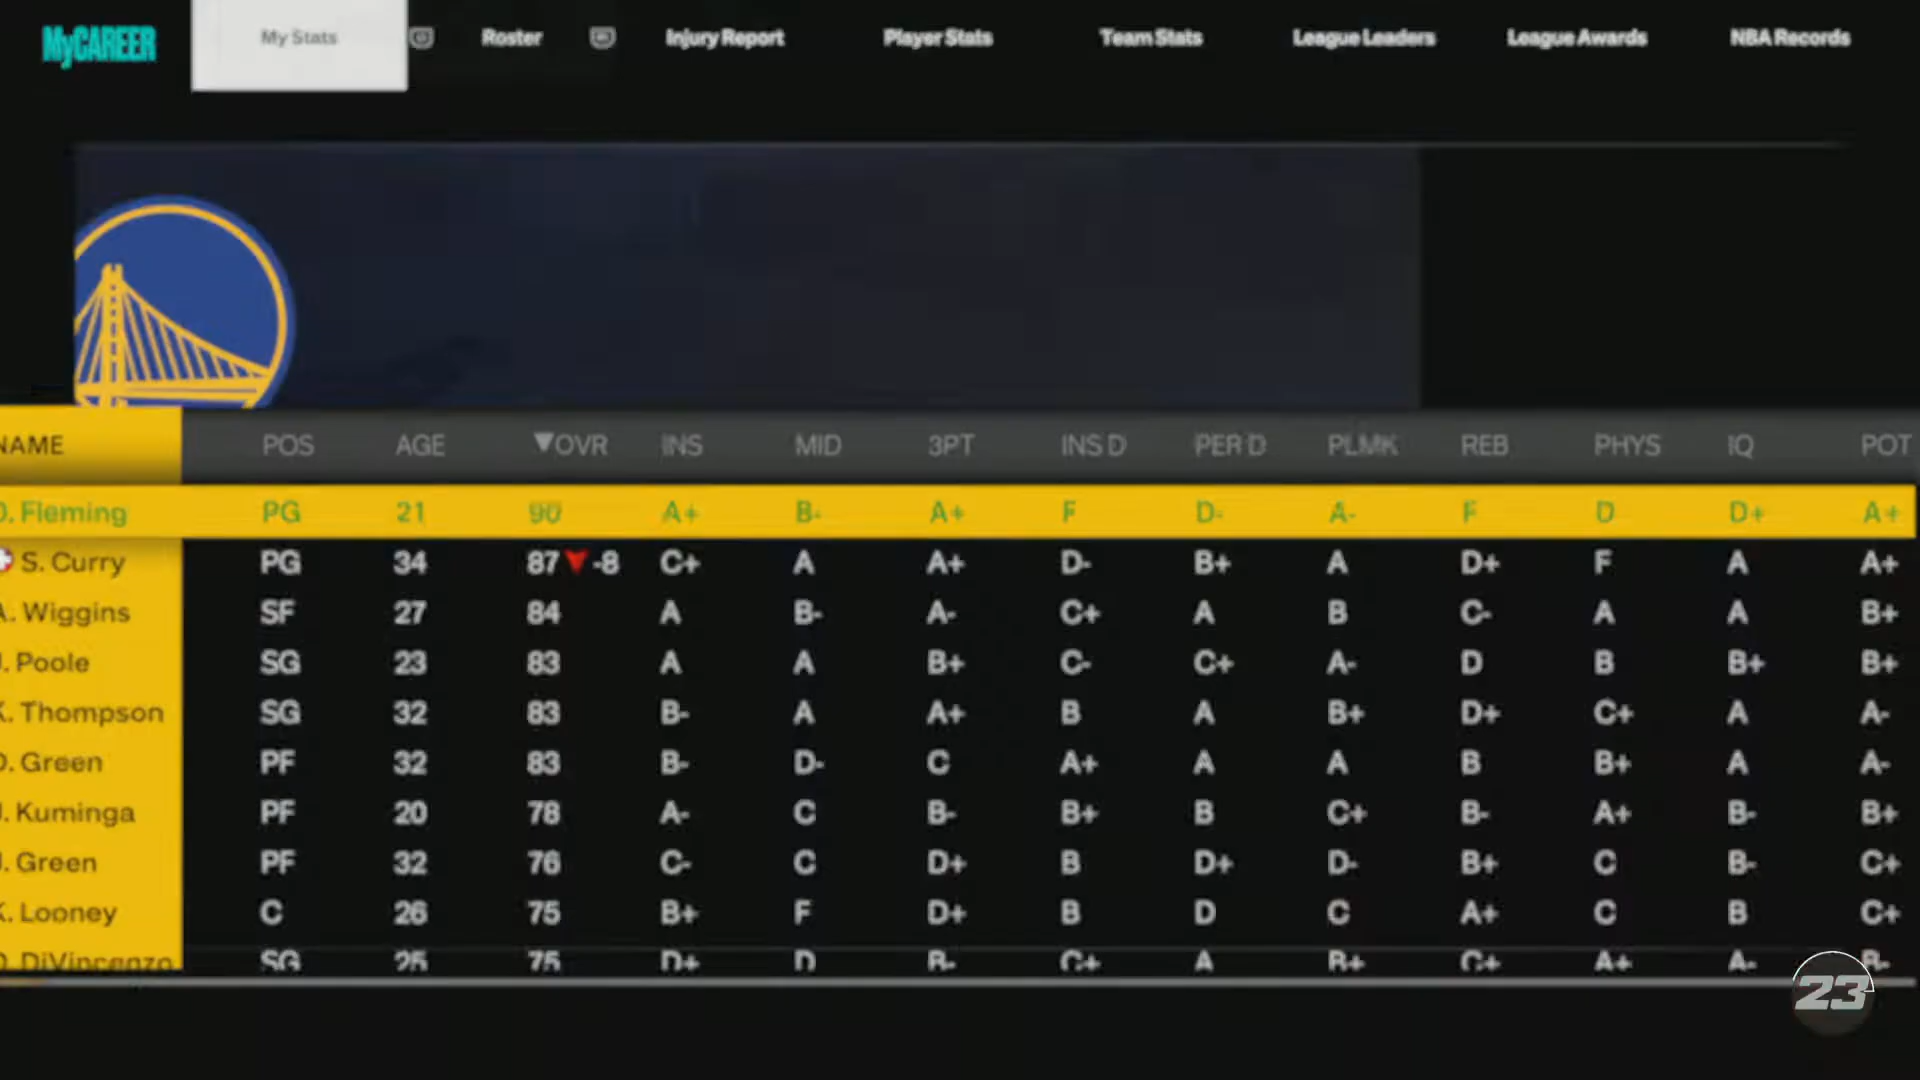 MyCAREER My Stats Roster Injury Report Player Stats Team Stats League Leaders League Awards NBA Records
NAME POS AGE ▼OVR INS MID 3PT INS D PER D PLMK REB PHYS IQ POT
D. Fleming PG 21 90 A+ B- A+ F D- A- F D D+ A+
S. Curry PG 34 87 ▼ -8 C+ A A+ D- B+ A D+ F A A+
A. Wiggins SF 27 84 A B- A- C+ A B C- A A B+
J. Poole SG 23 83 A A B+ C- C+ A- D B B+ B+
K. Thompson SG 32 83 B- A A+ B A B+ D+ C+ A A-
D. Green PF 32 83 B- D- C A+ A A B B+ A A-
J. Kuminga PF 20 78 A- C B- B+ B C+ B- A+ B- B+
J. Green PF 32 76 C- C D+ B D+ D- B+ C B- C+
K. Looney C 26 75 B+ F D+ B D C A+ C B C+
D. DiVincenzo SG 25 75 D+ D B- C+ A B+ C+ A+ A- B-
23